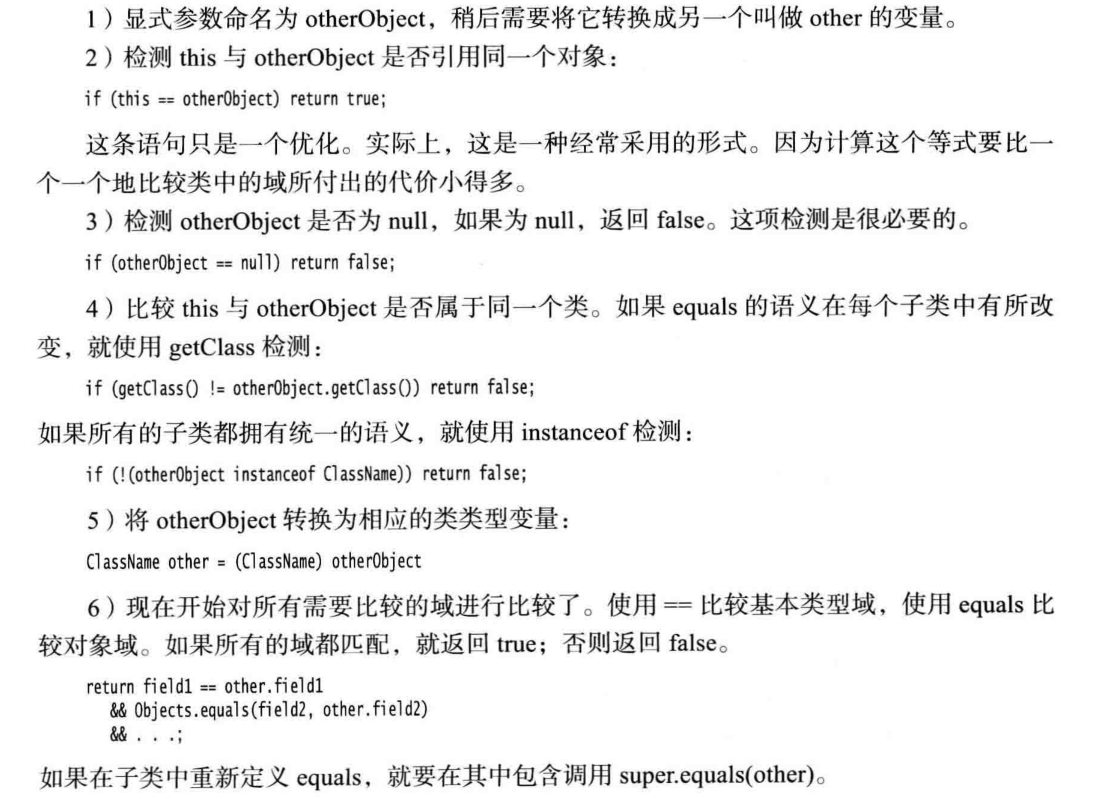 1）显式参数命名为 otherObject，稍后需要将它转换成另一个叫做 other 的变量。
2）检测 this 与 otherObject 是否引用同一个对象：
if (this == otherObject) return true;
这条语句只是一个优化。实际上，这是一种经常采用的形式。因为计算这个等式要比一
个一个地比较类中的域所付出的代价小得多。
3）检测 otherObject 是否为 null，如果为 null，返回 false。这项检测是很必要的。
if (otherObject == null) return false;
4）比较 this 与 otherObject 是否属于同一个类。如果 equals 的语义在每个子类中有所改
变，就使用 getClass 检测：
if (getClass() != otherObject.getClass()) return false;
如果所有的子类都拥有统一的语义，就使用 instanceof 检测：
if (!(otherObject instanceof ClassName)) return false;
5）将 otherObject 转换为相应的类类型变量：
ClassName other = (ClassName) otherObject
6）现在开始对所有需要比较的域进行比较了。使用 == 比较基本类型域，使用 equals 比
较对象域。如果所有的域都匹配，就返回 true；否则返回 false。
return field1 == other.field1
&& Objects.equals(field2, other.field2)
&& . . .;
如果在子类中重新定义 equals，就要在其中包含调用 super.equals(other)。